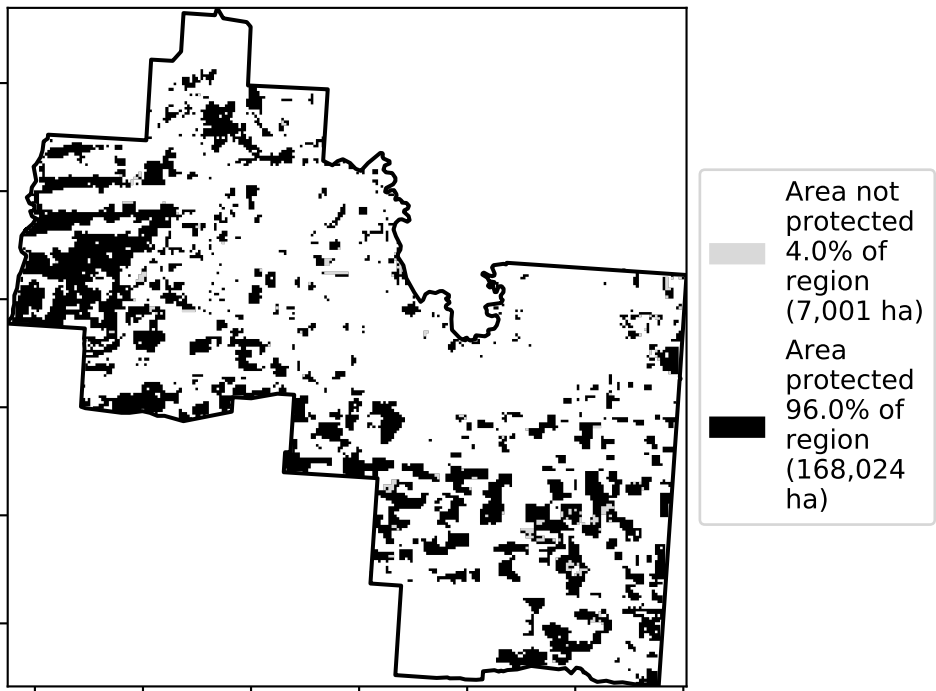 Area not
protected
4.0% of
region
(7,001 ha)
Area
protected
96.0% of
region
(168,024
ha)